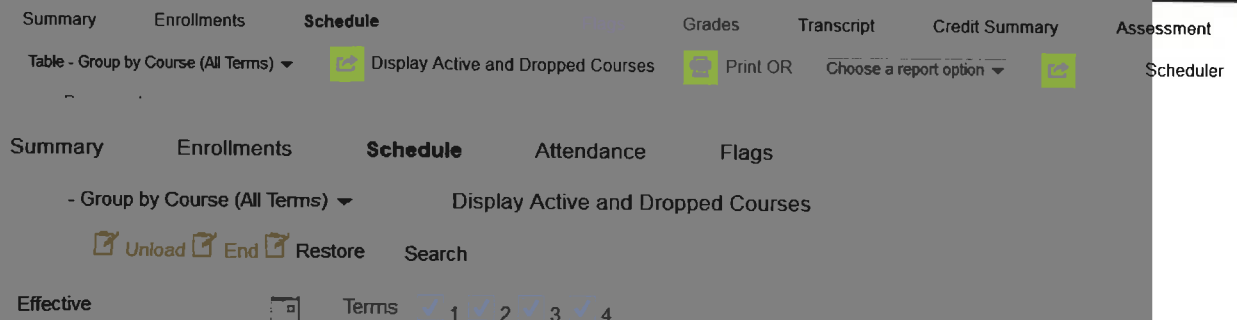 Summary Enrollments Schedule Grades Transcript Credit Summary Assessment
Table - Group by Course (All Terms) Display Active and Dropped Courses Print OR Choose a report option Scheduler
Summary Enrollments Schedule Attendance Flags
- Group by Course (All Terms) Display Active and Dropped Courses
Unload End Restore Search
Effective Terms 1 2 3 4